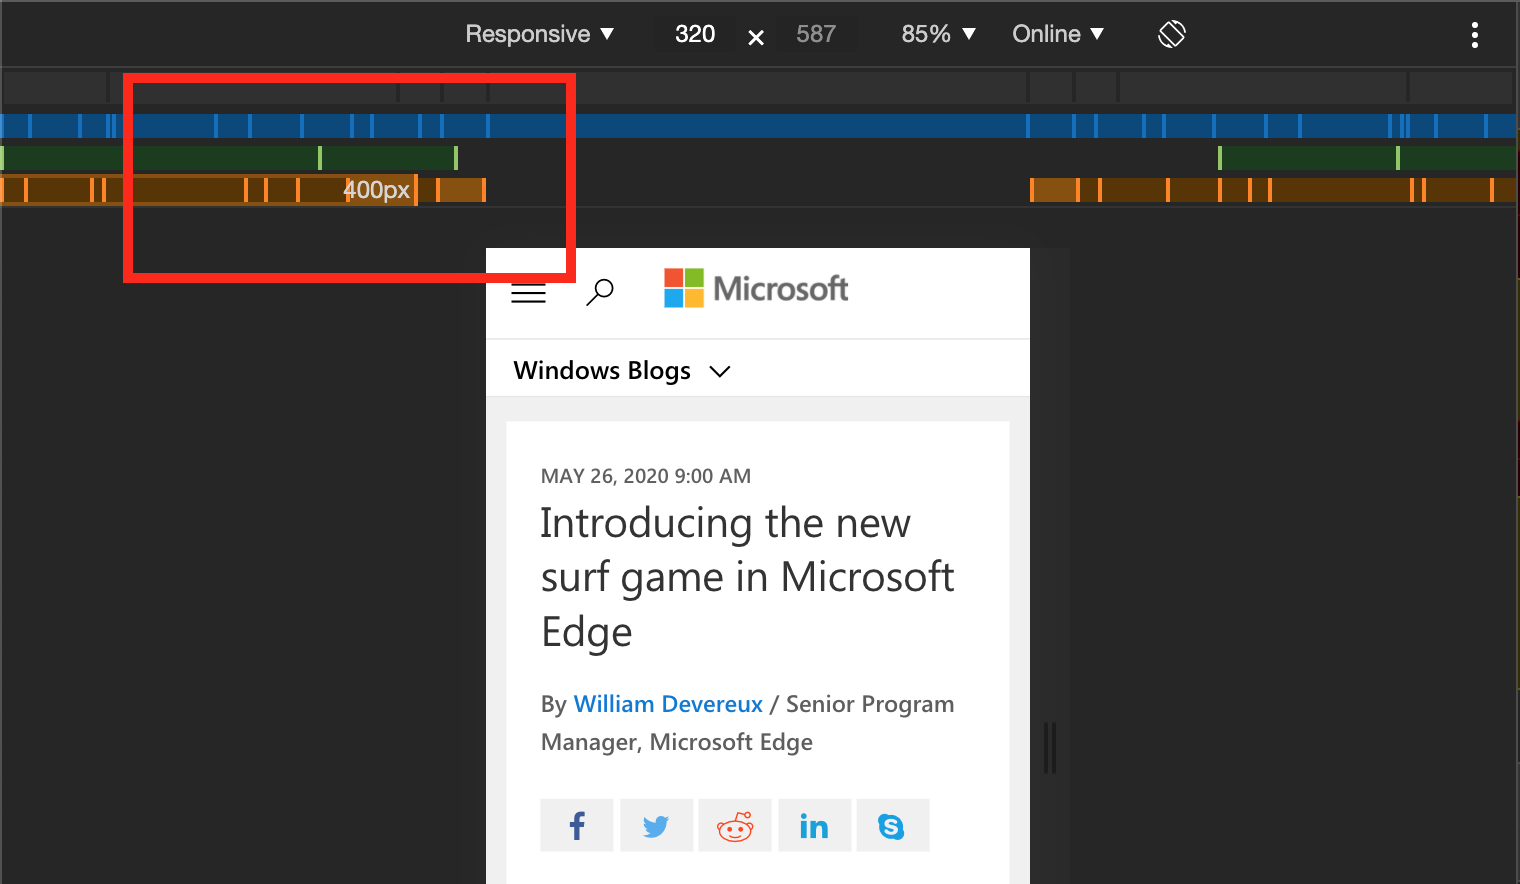 Responsive ▼ 320 × 587 85% ▼ Online ▼
400px
Microsoft
Windows Blogs
MAY 26, 2020 9:00 AM
Introducing the new
surf game in Microsoft
Edge
By William Devereux / Senior Program
Manager, Microsoft Edge